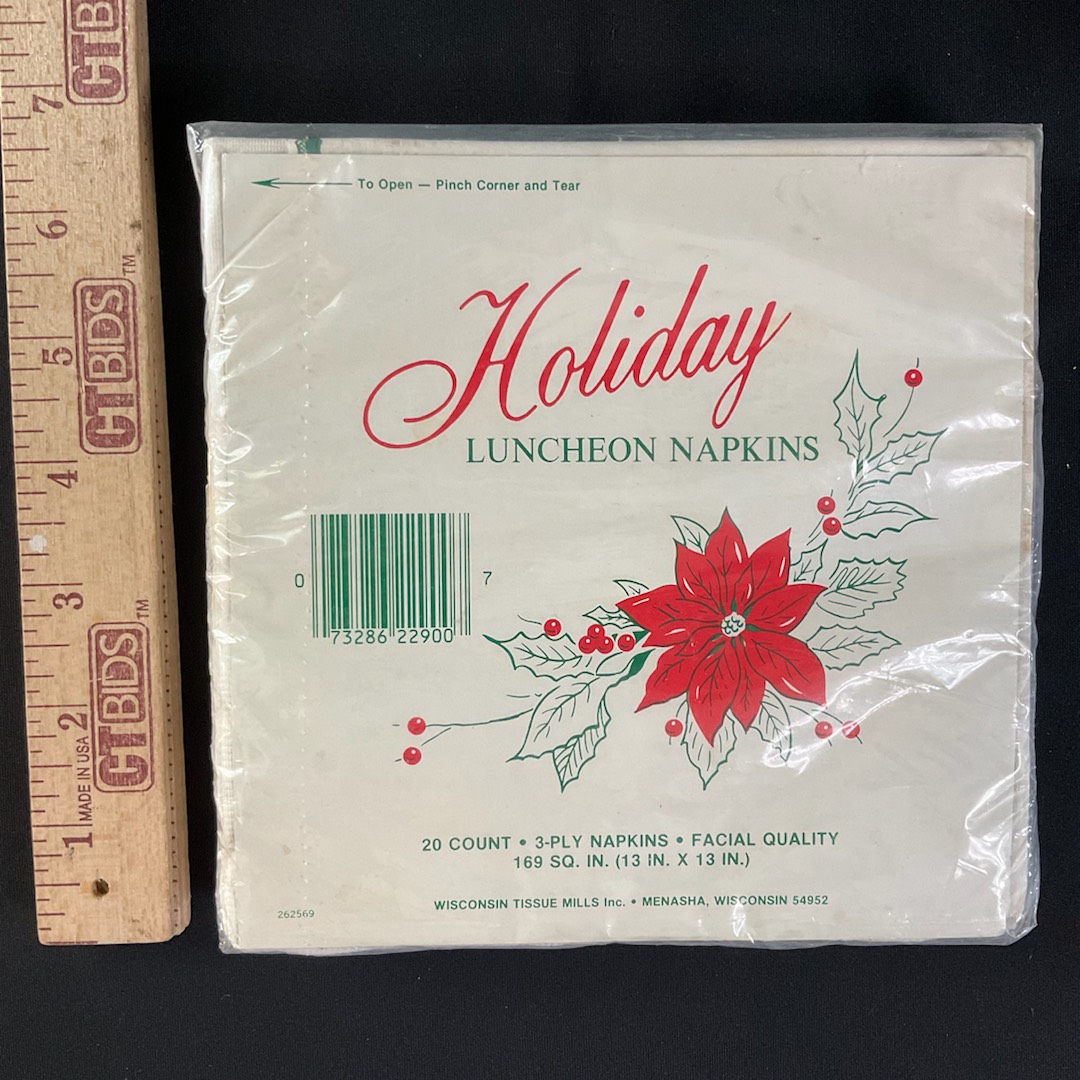 CTBIDS
7
6
TM
CTBIDS
5
4
3
TM
CTBIDS
2
MADE IN USA
1
To Open — Pinch Corner and Tear
Holiday
LUNCHEON NAPKINS
0 73286 22900 7
20 COUNT • 3-PLY NAPKINS • FACIAL QUALITY
169 SQ. IN. (13 IN. X 13 IN.)
WISCONSIN TISSUE MILLS Inc. • MENASHA, WISCONSIN 54952
262569